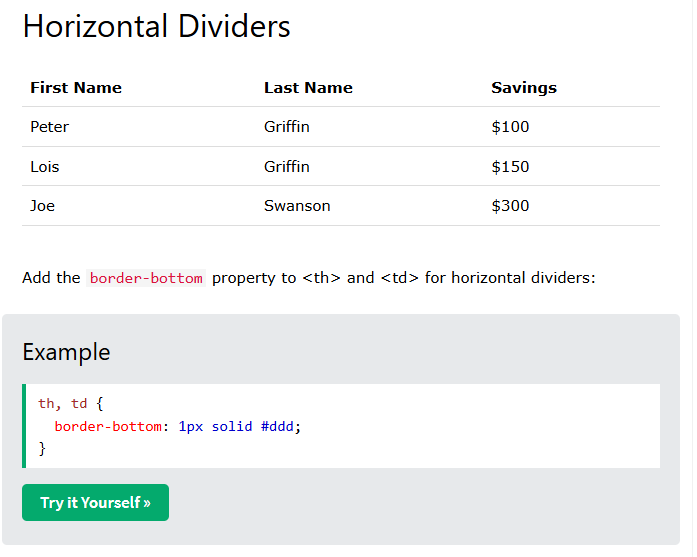 Horizontal Dividers
First Name Last Name Savings
Peter Griffin $100
Lois Griffin $150
Joe Swanson $300
Add the border-bottom property to <th> and <td> for horizontal dividers:
Example
th, td {
  border-bottom: 1px solid #ddd;
}
Try it Yourself »